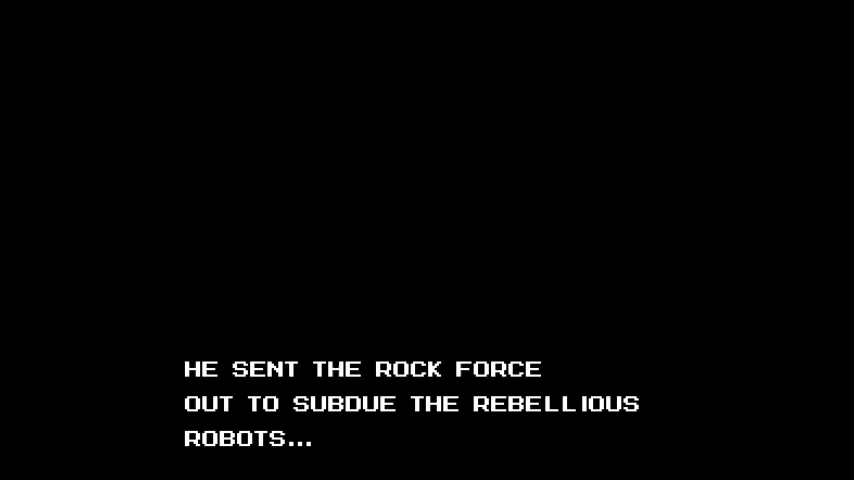 HE SENT THE ROCK FORCE
OUT TO SUBDUE THE REBELLIOUS
ROBOTS...